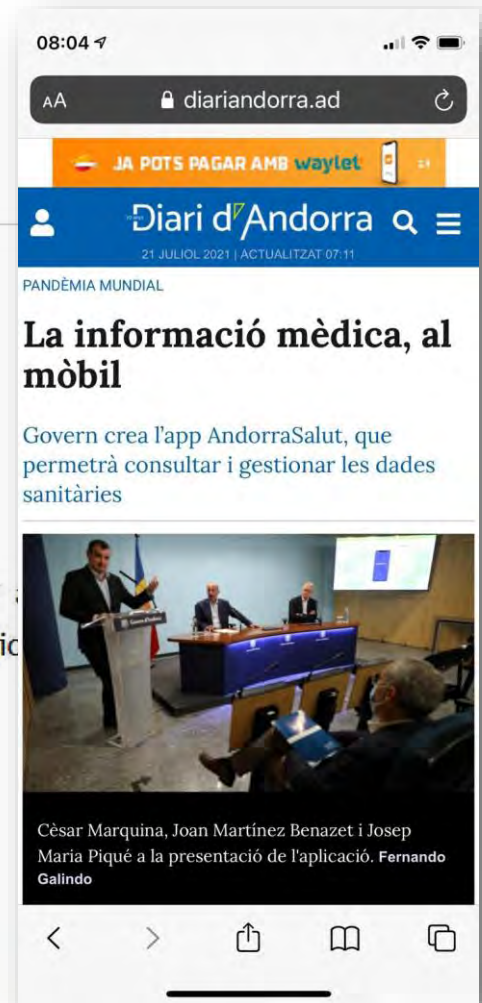 08:04
AA diariandorra.ad
JA POTS PAGAR AMB waylet
Diari d'Andorra
21 JULIOL 2021 | ACTUALITZAT 07:11
PANDÈMIA MUNDIAL
La informació mèdica, al
mòbil
Govern crea l'app AndorraSalut, que
permetrà consultar i gestionar les dades
sanitàries
Govern d'Andorra
Cèsar Marquina, Joan Martínez Benazet i Josep
Maria Piqué a la presentació de l'aplicació. Fernando
Galindo